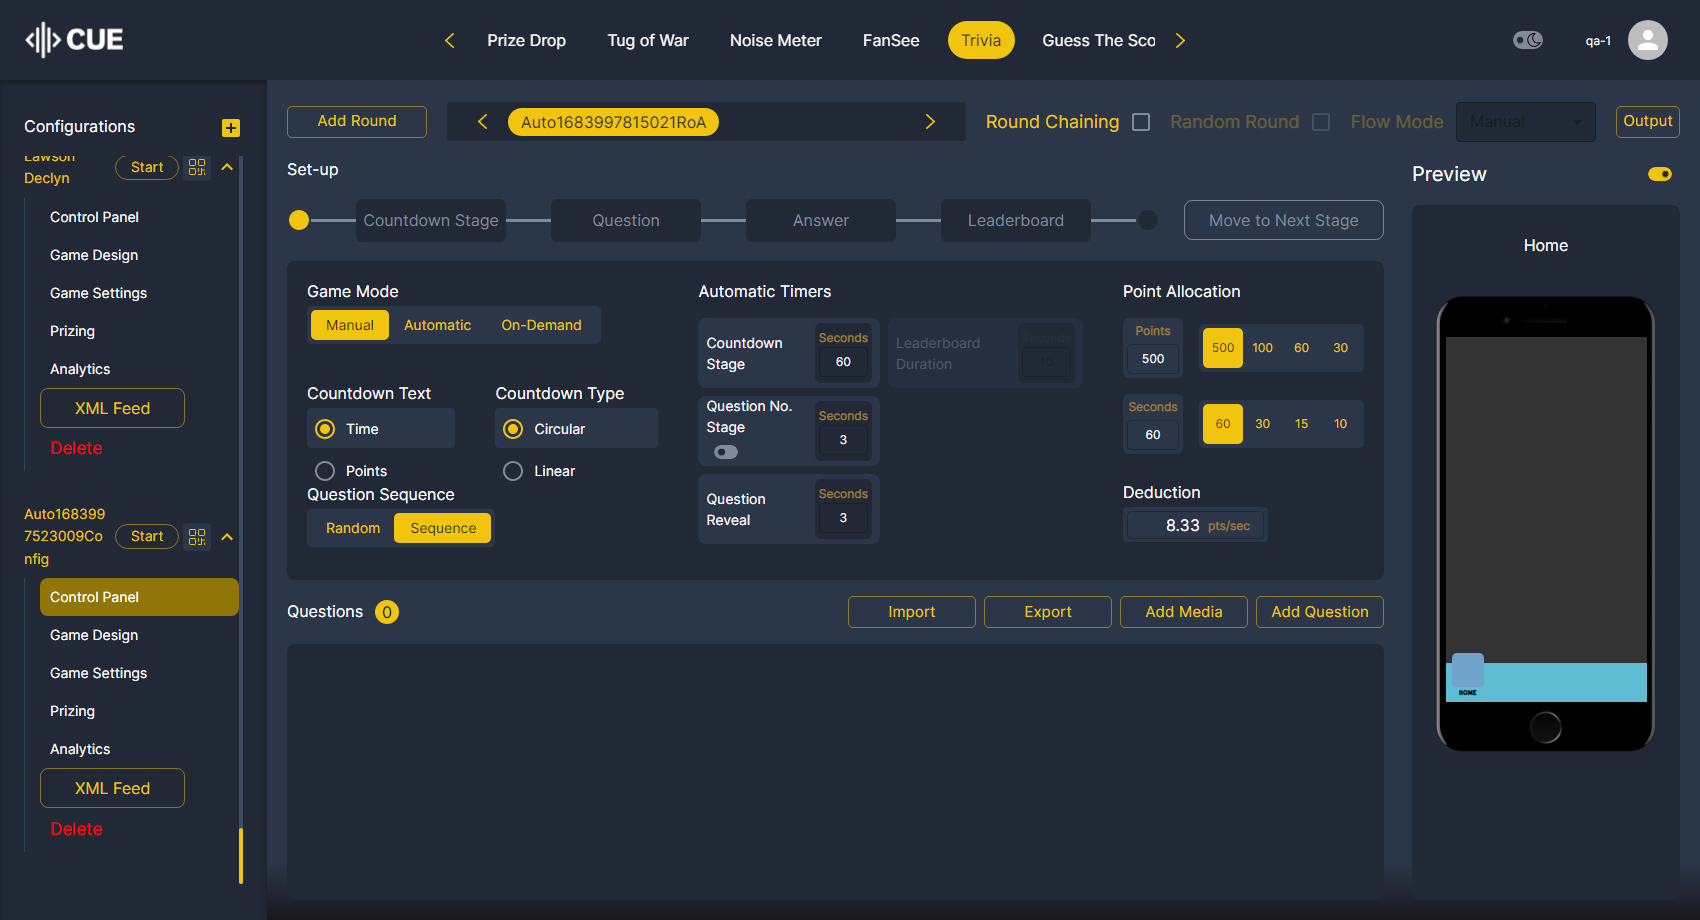 CUE
Prize Drop
Tug of War
Noise Meter
FanSee
Trivia
Guess The Sco
qa-1
Configurations
Lawson
Declyn
Start
Control Panel
Game Design
Game Settings
Prizing
Analytics
XML Feed
Delete
Auto168399
7523009Co
nfig
Start
Control Panel
Game Design
Game Settings
Prizing
Analytics
XML Feed
Delete
Add Round
Auto1683997815021RoA
Round Chaining
Random Round
Flow Mode
Manual
Output
Set-up
Countdown Stage
Question
Answer
Leaderboard
Move to Next Stage
Game Mode
Manual
Automatic
On-Demand
Countdown Text
Time
Points
Countdown Type
Circular
Linear
Question Sequence
Random
Sequence
Automatic Timers
Countdown
Stage
Seconds
60
Leaderboard
Duration
Seconds
10
Question No.
Stage
Seconds
3
Question
Reveal
Seconds
3
Point Allocation
Points
500
500
100
60
30
Seconds
60
60
30
15
10
Deduction
8.33 pts/sec
Questions 0
Import
Export
Add Media
Add Question
Preview
Home
HOME